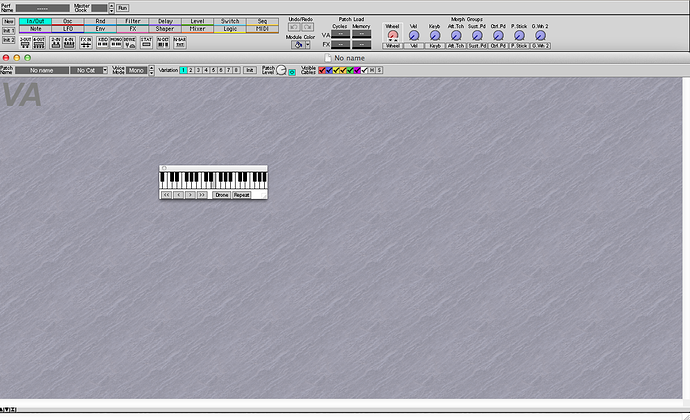 Perf Name ----- Master Clock Run
New In/Out Osc Rnd Filter Delay Level Switch Seq
Init 1 Note LFO Env FX Shaper Mixer Logic MIDI
Init 2 2-OUT 4-OUT 2-IN 4-IN FX IN KBD MONO DEVICE STAT N-DET N-BAR
Undo/Redo Patch Load Morph Groups
Cycles Memory
Module Color VA -- --
FX -- --
Wheel Vel Keyb Aft.Tch Sust.Pd Ctrl.Pd P.Stick G.Wh 2
Wheel Vel Keyb Aft.Tch Sust.Pd Ctrl.Pd P.Stick G.Wh 2
No name
Patch Name No name No Cat Voice Mode Mono Variation 1 2 3 4 5 6 7 8 Init Patch Level Visible Cables H S
VA
<< < > >> Drone Repeat